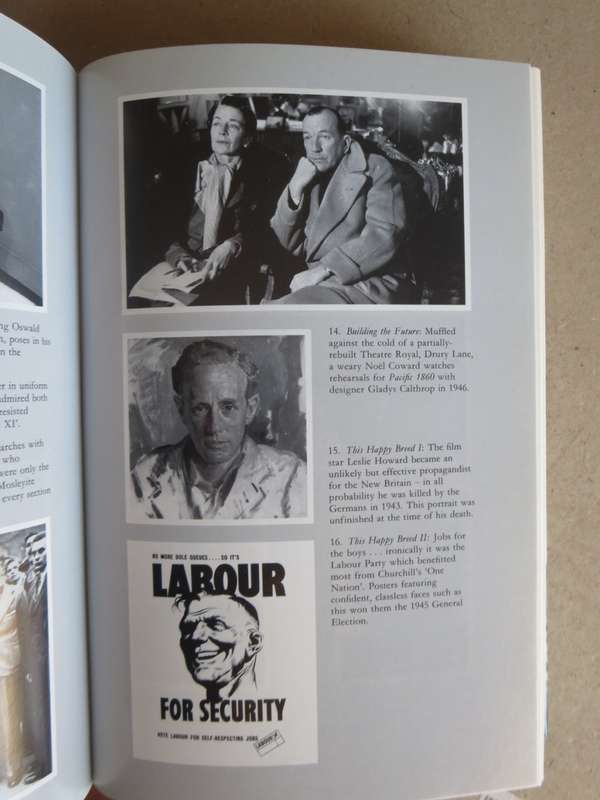 ng Oswald
n, poses in his
n the
er in uniform
admired both
resisted
XI'.
arches with
who
were only the
Mosleyite
every section
14. Building the Future: Muffled
against the cold of a partially-
rebuilt Theatre Royal, Drury Lane,
a weary Noël Coward watches
rehearsals for Pacific 1860 with
designer Gladys Calthrop in 1946.
15. This Happy Breed I: The film
star Leslie Howard became an
unlikely but effective propagandist
for the New Britain – in all
probability he was killed by the
Germans in 1943. This portrait was
unfinished at the time of his death.
16. This Happy Breed II: Jobs for
the boys . . . ironically it was the
Labour Party which benefitted
most from Churchill's 'One
Nation'. Posters featuring
confident, classless faces such as
this won them the 1945 General
Election.
NO MORE DOLE QUEUES....SO IT'S
LABOUR
FOR SECURITY
VOTE LABOUR FOR SELF-RESPECTING JOBS
LABOUR